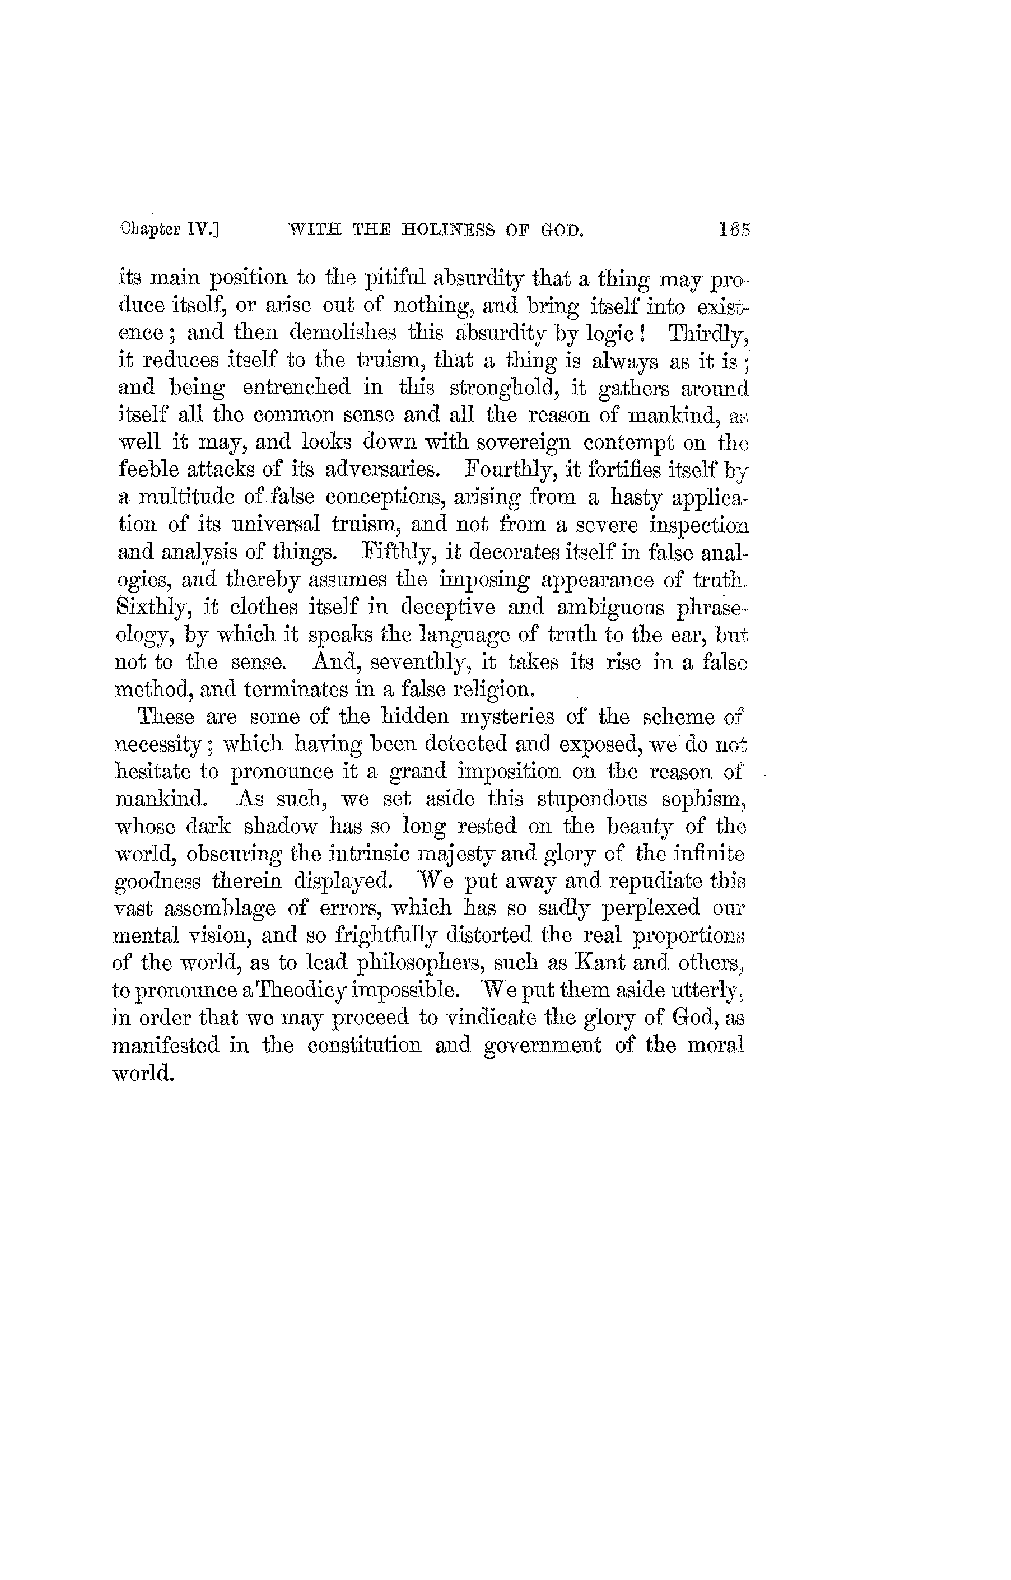 Chapter IV.] WITH THE HOLINESS OF GOD. 165
its main position to the pitiful absurdity that a thing may pro-
duce itself, or arise out of nothing, and bring itself into exist-
ence; and then demolishes this absurdity by logic! Thirdly,
it reduces itself to the truism, that a thing is always as it is;
and being entrenched in this stronghold, it gathers around
itself all the common sense and all the reason of mankind, as
well it may, and looks down with sovereign contempt on the
feeble attacks of its adversaries. Fourthly, it fortifies itself by
a multitude of false conceptions, arising from a hasty applica-
tion of its universal truism, and not from a severe inspection
and analysis of things. Fifthly, it decorates itself in false anal-
ogies, and thereby assumes the imposing appearance of truth.
Sixthly, it clothes itself in deceptive and ambiguous phrase-
ology, by which it speaks the language of truth to the ear, but
not to the sense. And, seventhly, it takes its rise in a false
method, and terminates in a false religion.
These are some of the hidden mysteries of the scheme of
necessity; which having been detected and exposed, we do not
hesitate to pronounce it a grand imposition on the reason of
mankind. As such, we set aside this stupendous sophism,
whose dark shadow has so long rested on the beauty of the
world, obscuring the intrinsic majesty and glory of the infinite
goodness therein displayed. We put away and repudiate this
vast assemblage of errors, which has so sadly perplexed our
mental vision, and so frightfully distorted the real proportions
of the world, as to lead philosophers, such as Kant and others,
to pronounce a Theodicy impossible. We put them aside utterly,
in order that we may proceed to vindicate the glory of God, as
manifested in the constitution and government of the moral
world.